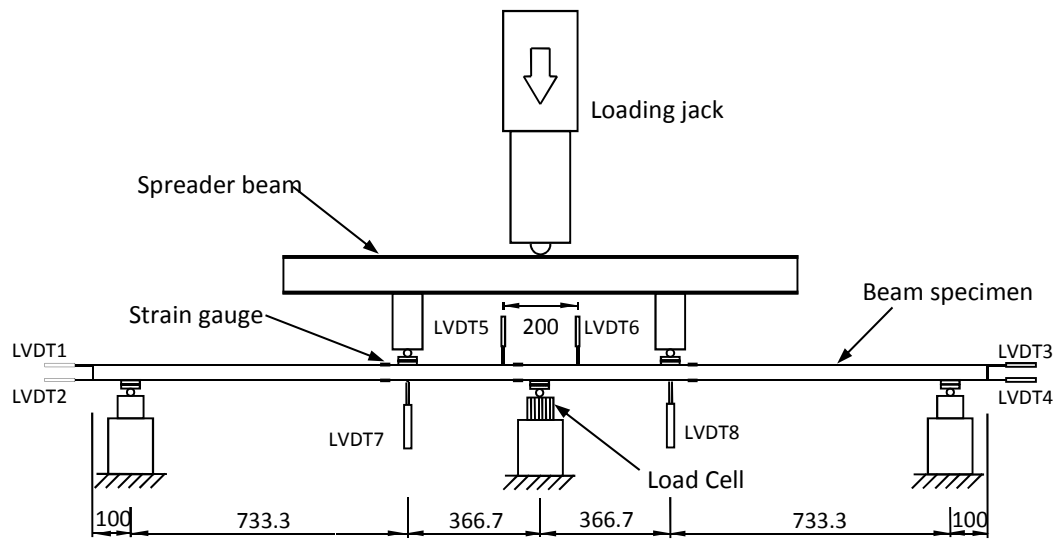 Loading jack
Spreader beam
Beam specimen
Strain gauge
LVDT5
200
LVDT6
LVDT1
LVDT3
LVDT2
LVDT4
LVDT7
LVDT8
Load Cell
100
733.3
366.7
366.7
733.3
100